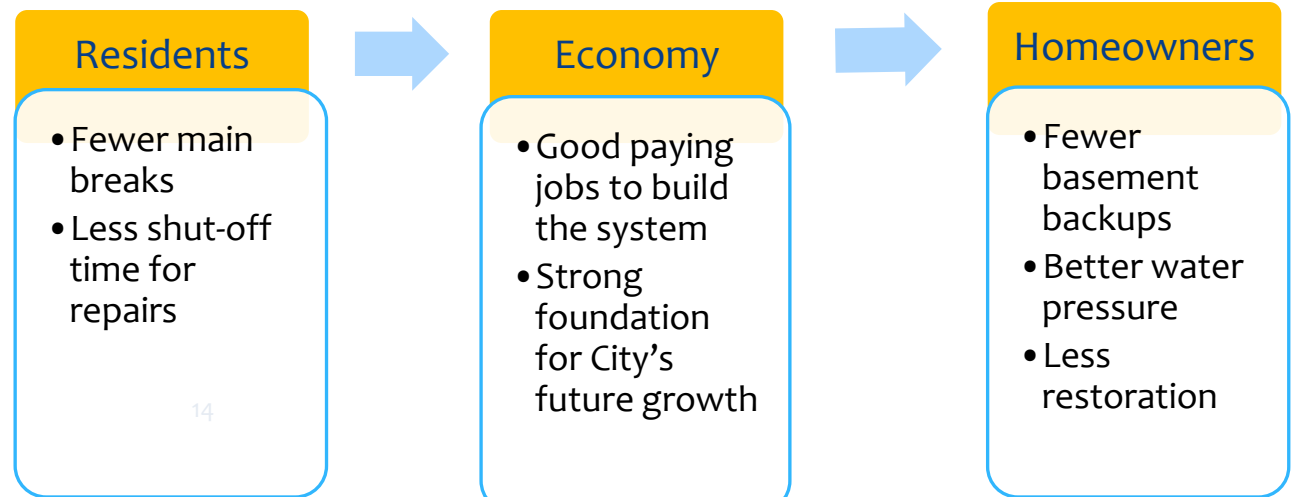 Residents
• Fewer main
breaks
• Less shut-off
time for
repairs
14
Economy
• Good paying
jobs to build
the system
• Strong
foundation
for City’s
future growth
Homeowners
• Fewer
basement
backups
• Better water
pressure
• Less
restoration